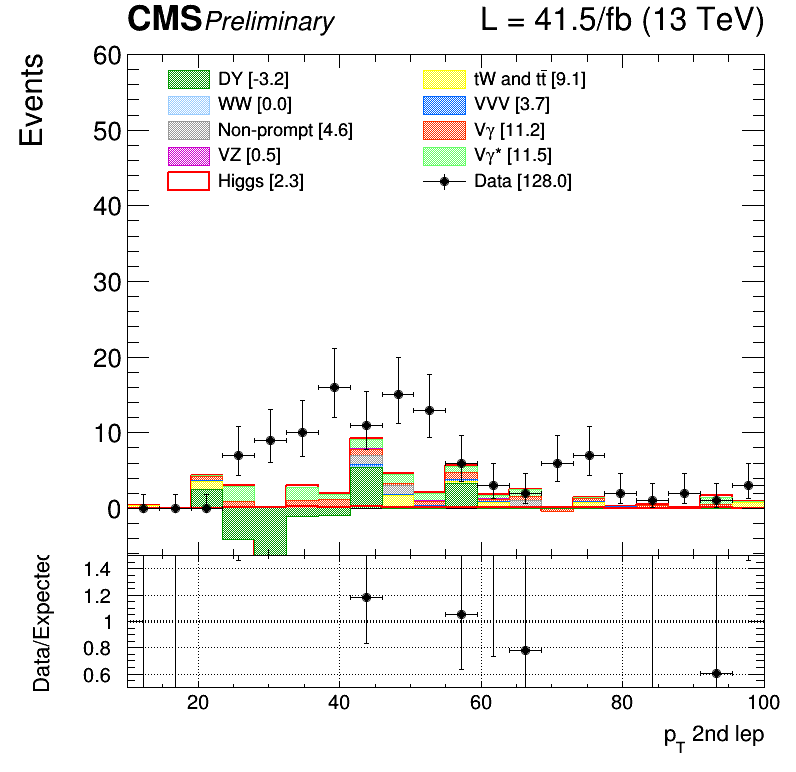 CMS Preliminary L = 41.5/fb (13 TeV)
Events
60
50
40
30
20
10
0
DY [-3.2]
WW [0.0]
Non-prompt [4.6]
VZ [0.5]
Higgs [2.3]
tW and tt̄ [9.1]
VVV [3.7]
Vγ [11.2]
Vγ* [11.5]
Data [128.0]
Data/Expected
1.4
1.2
1
0.8
0.6
20 40 60 80 100
p_T 2nd lep